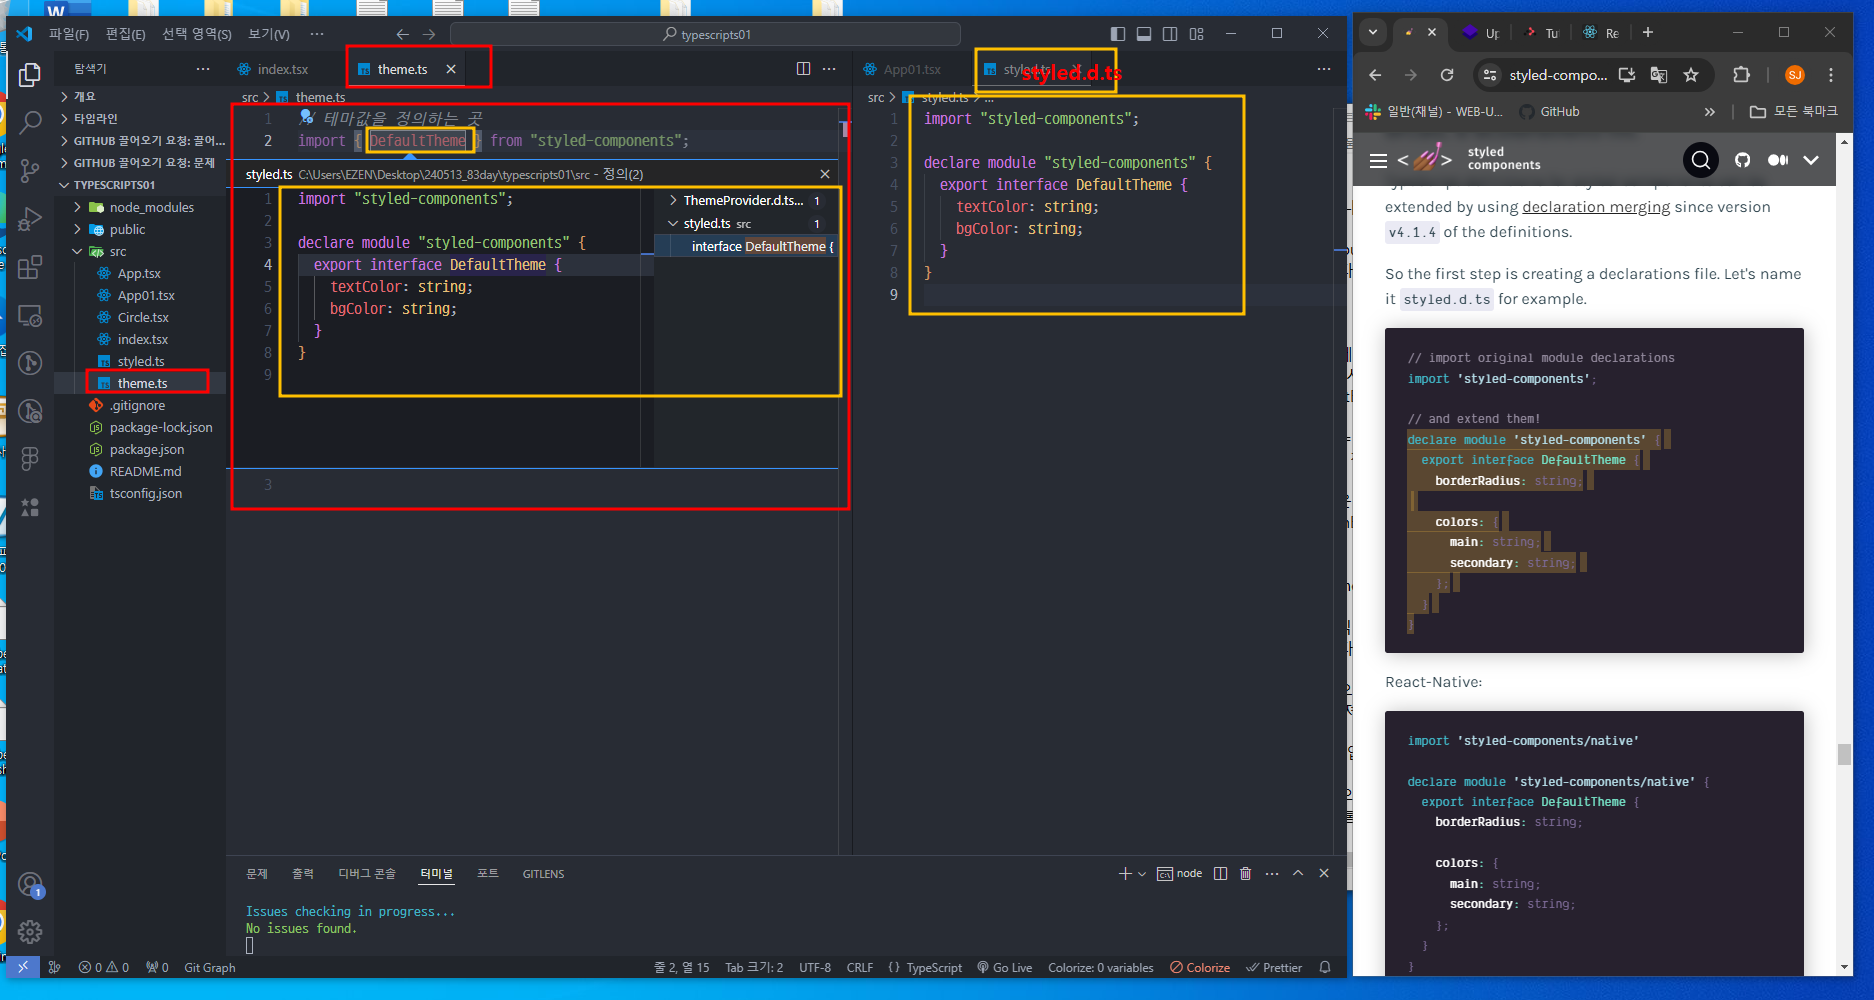 파일(F) 편집(E) 선택 영역(S) 보기(V) ··· typescripts01
탐색기
개요
타임라인
GITHUB 끌어오기 요청: 끌어...
GITHUB 끌어오기 요청: 문제
TYPESCRIPTS01
node_modules
public
src
App.tsx
App01.tsx
Circle.tsx
index.tsx
styled.ts
theme.ts
.gitignore
package-lock.json
package.json
README.md
tsconfig.json
index.tsx theme.ts
src > theme.ts
1 // 테마값을 정의하는 곳
2 import { DefaultTheme } from "styled-components";
styled.ts C:\Users\EZEN\Desktop\240513_83day\typescripts01\src - 정의(2)
1 import "styled-components";
2
3 declare module "styled-components" {
4 export interface DefaultTheme {
5 textColor: string;
6 bgColor: string;
7 }
8 }
9
ThemeProvider.d.ts... 1
styled.ts src 1
interface DefaultTheme {
3
App01.tsx styled.ts
styled.d.ts
src > styled.ts > ...
1 import "styled-components";
2
3 declare module "styled-components" {
4 export interface DefaultTheme {
5 textColor: string;
6 bgColor: string;
7 }
8 }
9
문제 출력 디버그 콘솔 터미널 포트 GITLENS
node
Issues checking in progress...
No issues found.
1
0 0 0 Git Graph
줄 2, 열 15 Tab 크기: 2 UTF-8 CRLF {} TypeScript Go Live Colorize: 0 variables Colorize Prettier
Up Tu Re
styled-compo... SJ
일반(채널) - WEB-U... GitHub » 모든 북마크
styled
components
extended by using declaration merging since version
v4.1.4 of the definitions.
So the first step is creating a declarations file. Let's name
it styled.d.ts for example.
// import original module declarations
import 'styled-components';
// and extend them!
declare module 'styled-components' {
export interface DefaultTheme {
borderRadius: string;
colors: {
main: string;
secondary: string;
};
}
}
React-Native:
import 'styled-components/native'
declare module 'styled-components/native' {
export interface DefaultTheme {
borderRadius: string;
colors: {
main: string;
secondary: string;
};
}
}